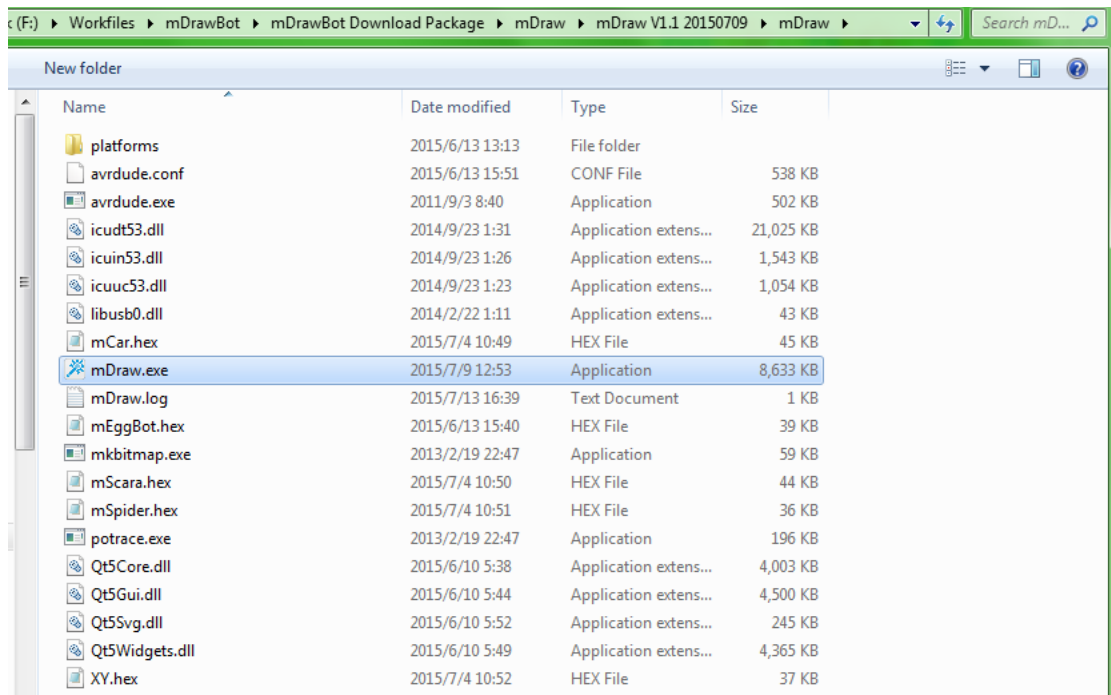 k (F:) ▸ Workfiles ▸ mDrawBot ▸ mDrawBot Download Package ▸ mDraw ▸ mDraw V1.1 20150709 ▸ mDraw ▸ Search mD...
New folder
Name Date modified Type Size
platforms 2015/6/13 13:13 File folder
avrdude.conf 2015/6/13 15:51 CONF File 538 KB
avrdude.exe 2011/9/3 8:40 Application 502 KB
icudt53.dll 2014/9/23 1:31 Application extens... 21,025 KB
icuin53.dll 2014/9/23 1:26 Application extens... 1,543 KB
icuuc53.dll 2014/9/23 1:23 Application extens... 1,054 KB
libusb0.dll 2014/2/22 1:11 Application extens... 43 KB
mCar.hex 2015/7/4 10:49 HEX File 45 KB
mDraw.exe 2015/7/9 12:53 Application 8,633 KB
mDraw.log 2015/7/13 16:39 Text Document 1 KB
mEggBot.hex 2015/6/13 15:40 HEX File 39 KB
mkbitmap.exe 2013/2/19 22:47 Application 59 KB
mScara.hex 2015/7/4 10:50 HEX File 44 KB
mSpider.hex 2015/7/4 10:51 HEX File 36 KB
potrace.exe 2013/2/19 22:47 Application 196 KB
Qt5Core.dll 2015/6/10 5:38 Application extens... 4,003 KB
Qt5Gui.dll 2015/6/10 5:44 Application extens... 4,500 KB
Qt5Svg.dll 2015/6/10 5:52 Application extens... 245 KB
Qt5Widgets.dll 2015/6/10 5:49 Application extens... 4,365 KB
XY.hex 2015/7/4 10:52 HEX File 37 KB